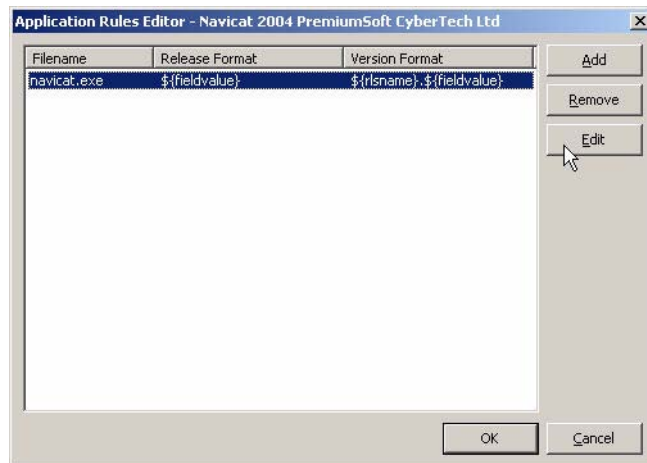 Application Rules Editor - Navicat 2004 PremiumSoft CyberTech Ltd
Filename Release Format Version Format
navicat.exe ${fieldvalue} ${rlsname}.${fieldvalue}
Add
Remove
Edit
OK Cancel